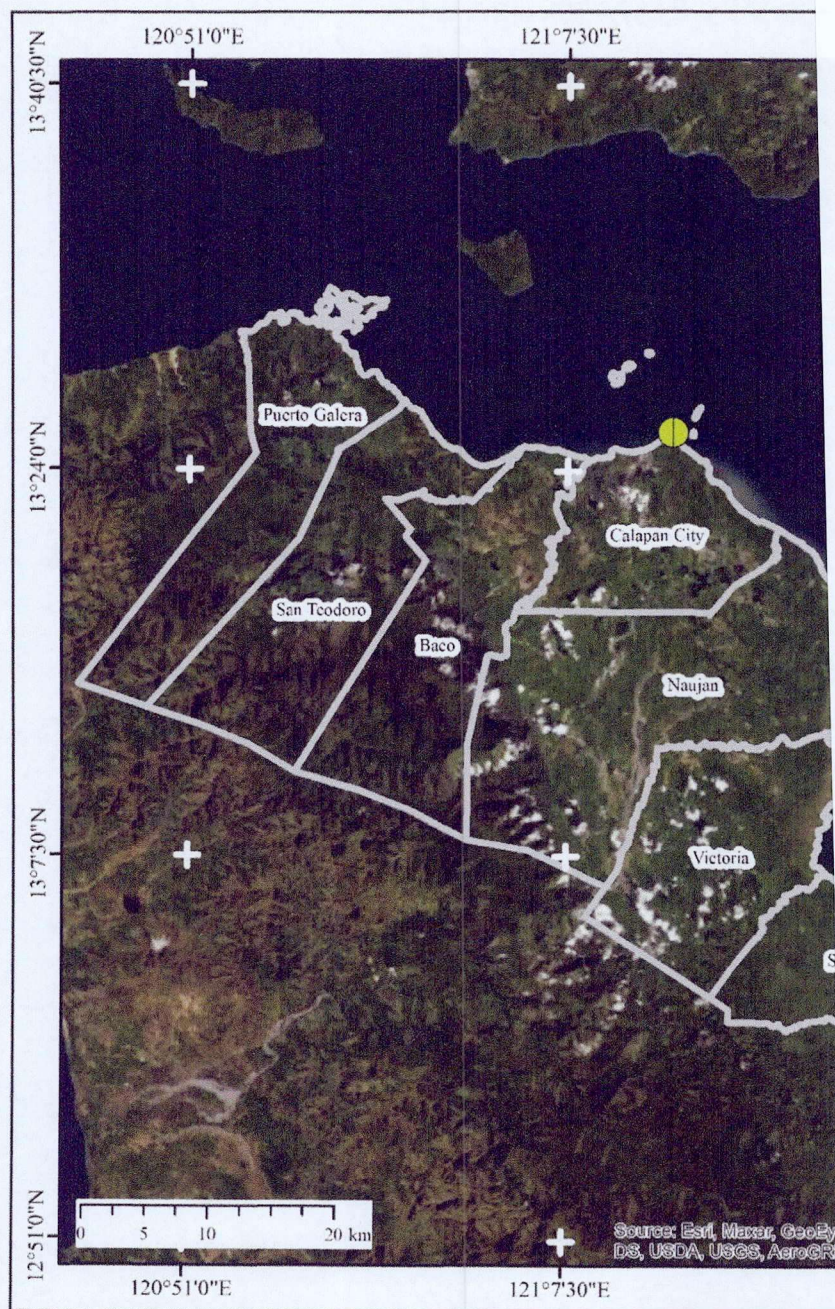 120°51'0"E 121°7'30"E
13°40'30"N
Puerto Galera
13°24'0"N
Calapan City
San Teodoro
Baco
Naujan
Victoria
13°7'30"N
S
0 5 10 20 km
Source: Esri, Maxar, GeoEy
DS, USDA, USGS, AeroGR
12°51'0"N
120°51'0"E 121°7'30"E